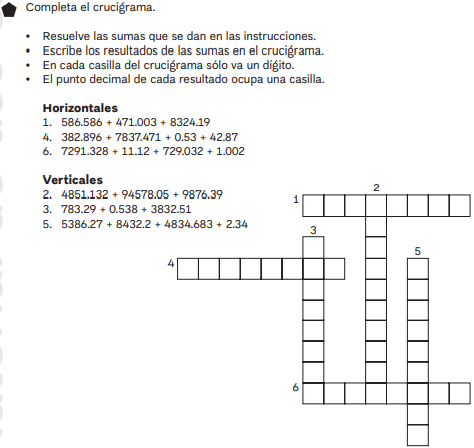 Completa el crucigrama.
• Resuelve las sumas que se dan en las instrucciones.
• Escribe los resultados de las sumas en el crucigrama.
• En cada casilla del crucigrama sólo va un dígito.
• El punto decimal de cada resultado ocupa una casilla.
Horizontales
1. 586.586 + 471.003 + 8324.19
4. 382.896 + 7837.471 + 0.53 + 42.87
6. 7291.328 + 11.12 + 729.032 + 1.002
Verticales
2. 4851.132 + 94578.05 + 9876.39
3. 783.29 + 0.538 + 3832.51
5. 5386.27 + 8432.2 + 4834.683 + 2.34
2
1
3
5
4
6